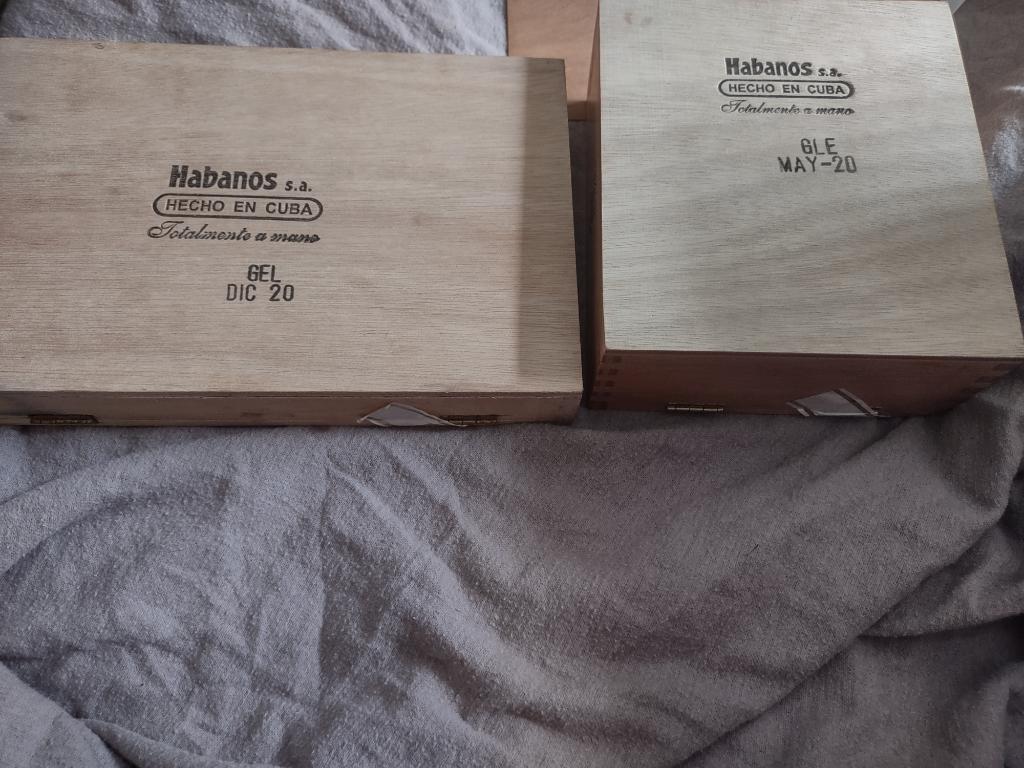 Habanos s.a.
HECHO EN CUBA
Totalmente a mano
GEL
DIC 20
Habanos s.a.
HECHO EN CUBA
Totalmente a mano
GLE
MAY-20